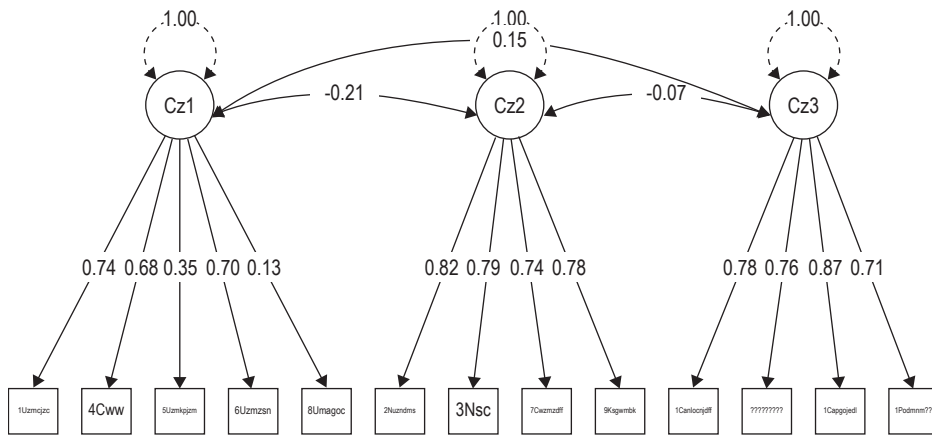 1.00 1.00 1.00
0.15
-0.21 -0.07
Cz1 Cz2 Cz3
0.74 0.68 0.35 0.70 0.13 0.82 0.79 0.74 0.78 0.78 0.76 0.87 0.71
1Uzmcjzc 4Cww 5Uzmkpjzm 6Uzmzsn 8Umagoc 2Nuzndms 3Nsc 7Cwzmzdff 9Ksgwmbk 1Canlocnjdff ????????? 1Capgojedl 1Podmnm??